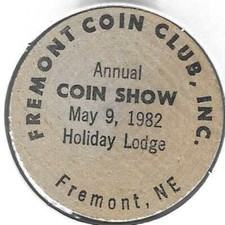 FREMONT COIN CLUB, INC.
Annual
COIN SHOW
May 9, 1982
Holiday Lodge
Fremont, NE